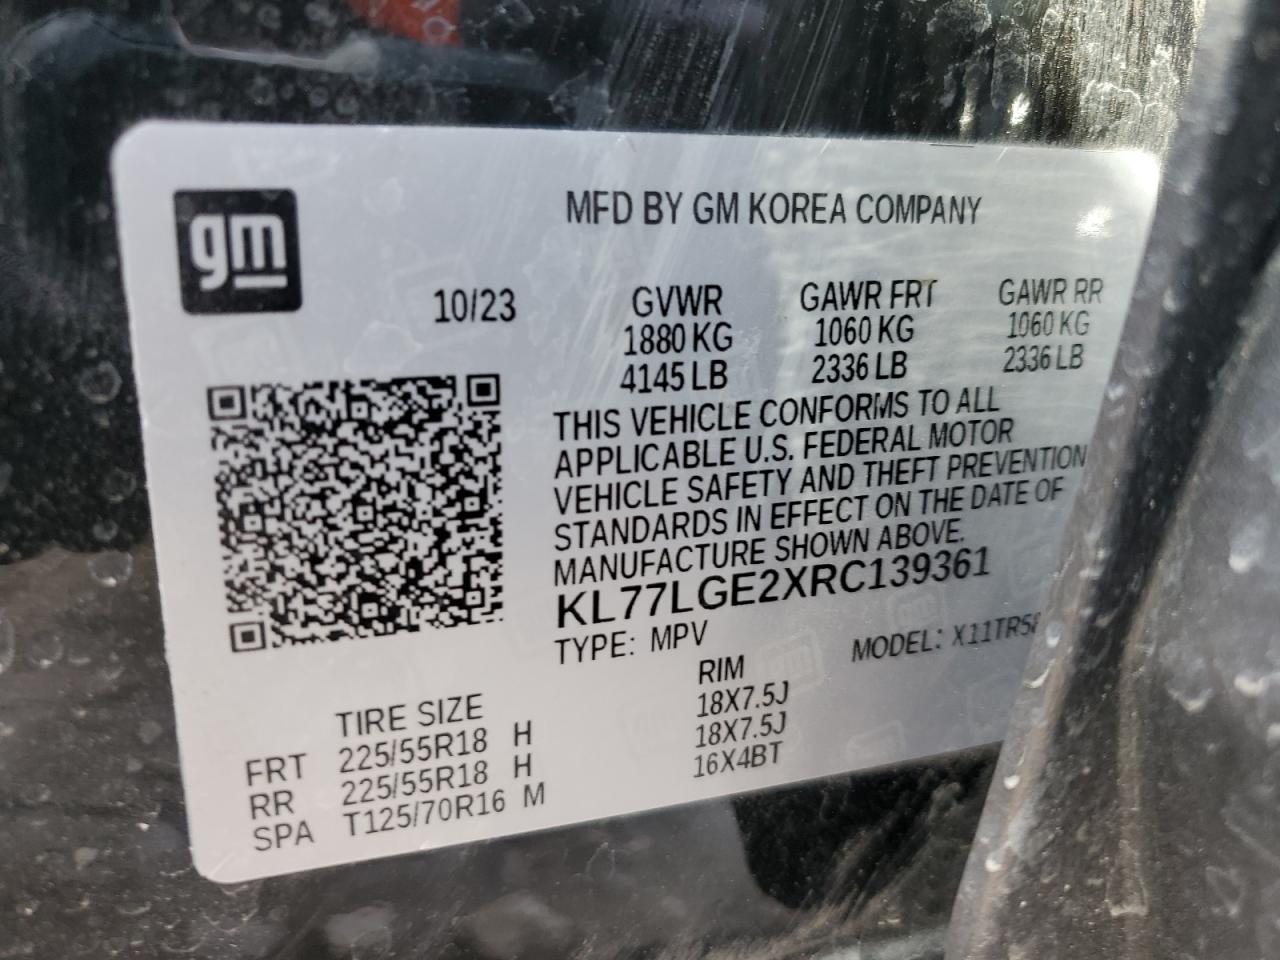 gm
MFD BY GM KOREA COMPANY
10/23 GVWR GAWR FRT GAWR RR
1880 KG 1060 KG 1060 KG
4145 LB 2336 LB 2336 LB
THIS VEHICLE CONFORMS TO ALL
APPLICABLE U.S. FEDERAL MOTOR
VEHICLE SAFETY AND THEFT PREVENTION
STANDARDS IN EFFECT ON THE DATE OF
MANUFACTURE SHOWN ABOVE.
KL77LGE2XRC139361
TYPE: MPV MODEL:
TIRE SIZE RIM
FRT 225/55R18 H 18X7.5J
RR 225/55R18 H 18X7.5J
SPA T125/70R16 M 16X4BT